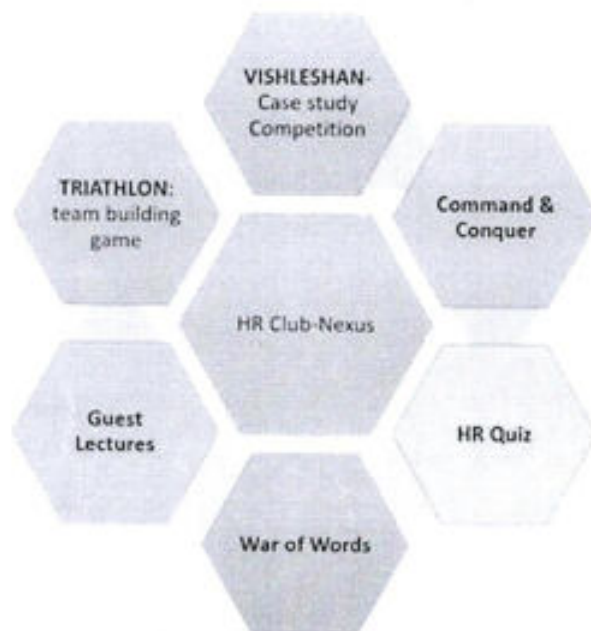 VISHLESHAN-
Case study
Competition
TRIATHLON:
team building
game
Command &
Conquer
HR Club-Nexus
Guest
Lectures
HR Quiz
War of Words